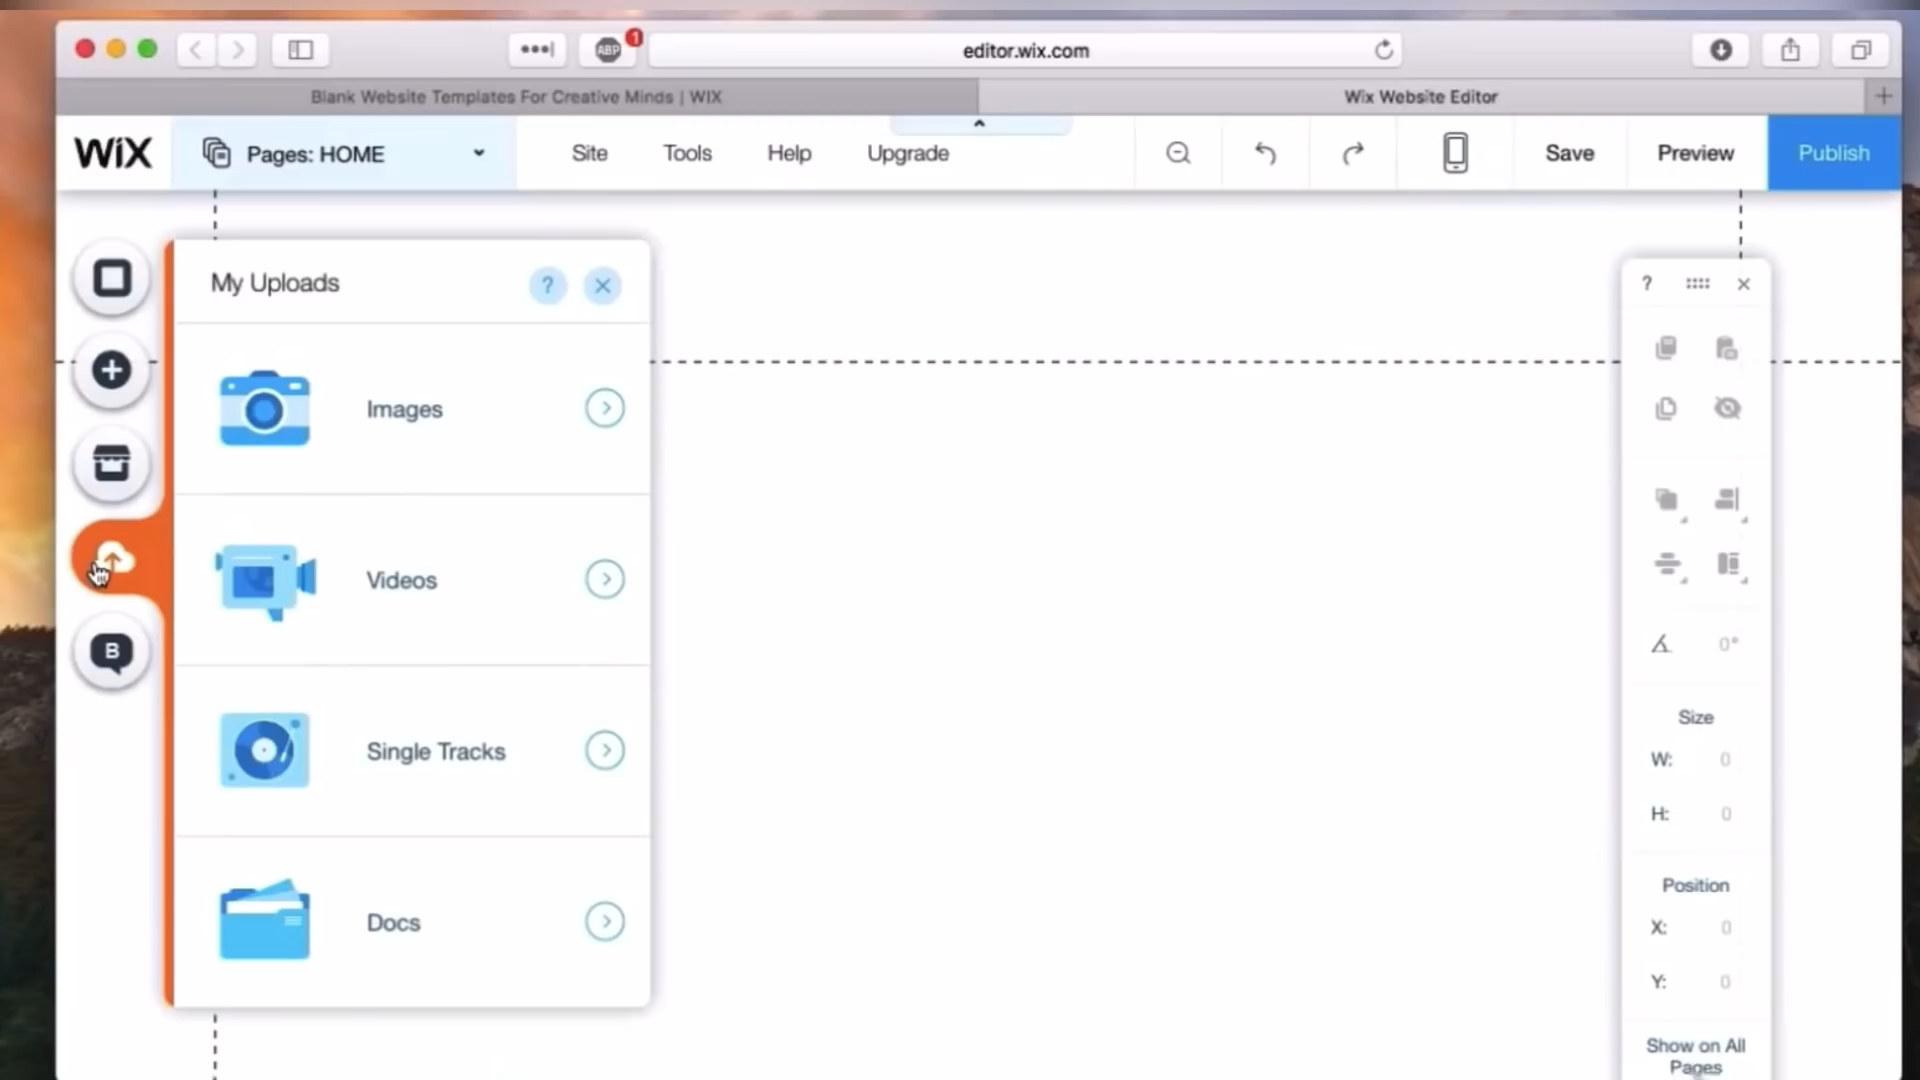 ABP
1
editor.wix.com
Blank Website Templates For Creative Minds | WIX
Wix Website Editor
+
WiX
Pages: HOME
Site
Tools
Help
Upgrade
Save
Preview
Publish
My Uploads
?
?
Images
Videos
Single Tracks
Docs
B
0°
Size
W: 0
H: 0
Position
X: 0
Y: 0
Show on All
Pages